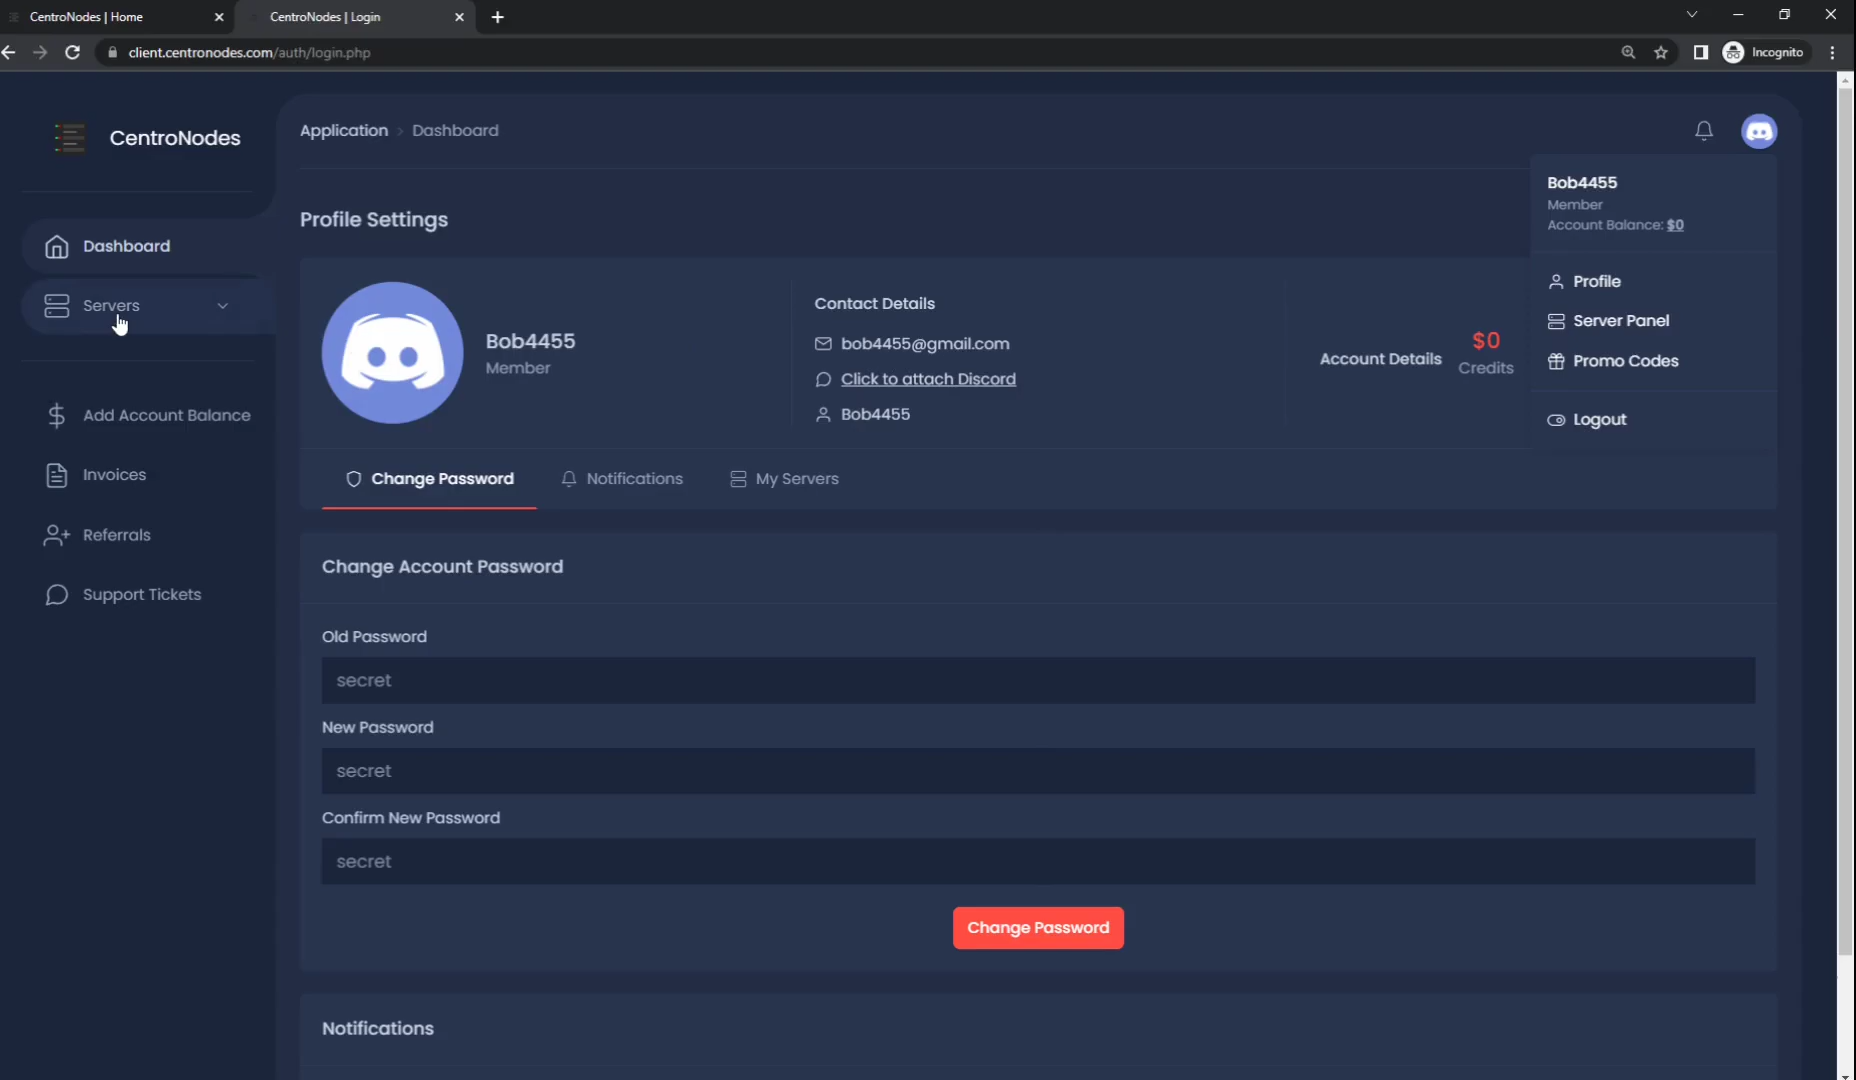 CentroNodes | Home
CentroNodes | Login
client.centronodes.com/auth/login.php
Incognito
CentroNodes
Application
Dashboard
Bob4455
Member
Account Balance: $0
Profile Settings
Dashboard
Servers
Add Account Balance
Invoices
Referrals
Support Tickets
Bob4455
Member
Contact Details
bob4455@gmail.com
Click to attach Discord
Bob4455
Account Details
$0
Credits
Profile
Server Panel
Promo Codes
Logout
Change Password
Notifications
My Servers
Change Account Password
Old Password
secret
New Password
secret
Confirm New Password
secret
Change Password
Notifications